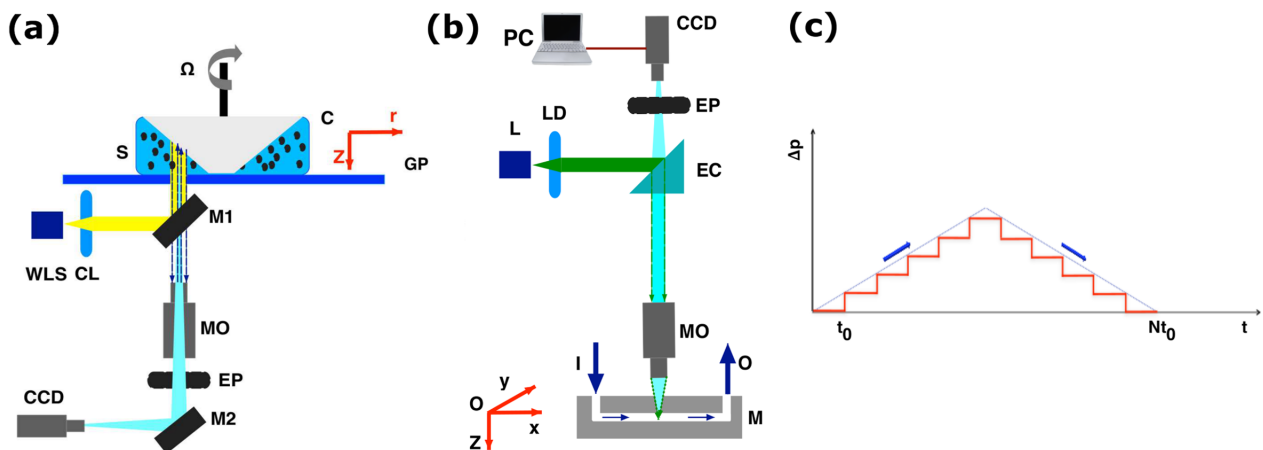 (a)
Ω
C
S
r
Z
GP
M1
WLS
CL
MO
EP
CCD
M2
(b)
CCD
PC
EP
LD
L
EC
MO
I
O
y
O
x
Z
M
(c)
Δp
t0
Nt0
t